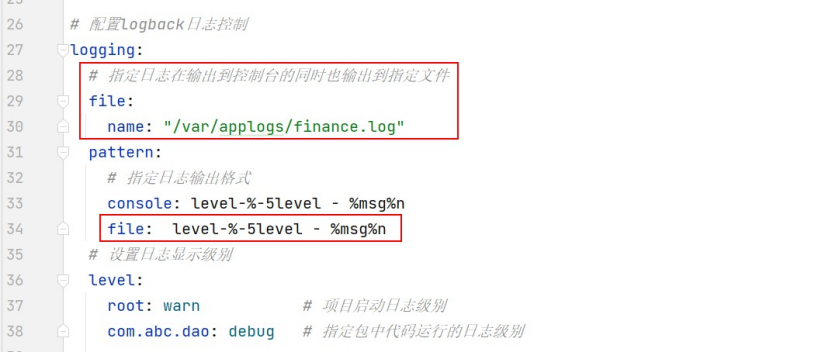 26 # 配置logback日志控制
27 logging:
28 # 指定日志在输出到控制台的同时也输出到指定文件
29 file:
30 name: "/var/applogs/finance.log"
31 pattern:
32 # 指定日志输出格式
33 console: level-%-5level - %msg%n
34 file:  level-%-5level - %msg%n
35 # 设置日志显示级别
36 level:
37 root: warn # 项目启动日志级别
38 com.abc.dao: debug # 指定包中代码运行的日志级别